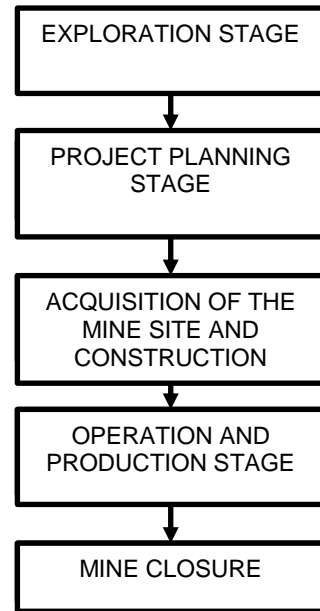 EXPLORATION STAGE
PROJECT PLANNING
STAGE
ACQUISITION OF THE
MINE SITE AND
CONSTRUCTION
OPERATION AND
PRODUCTION STAGE
MINE CLOSURE